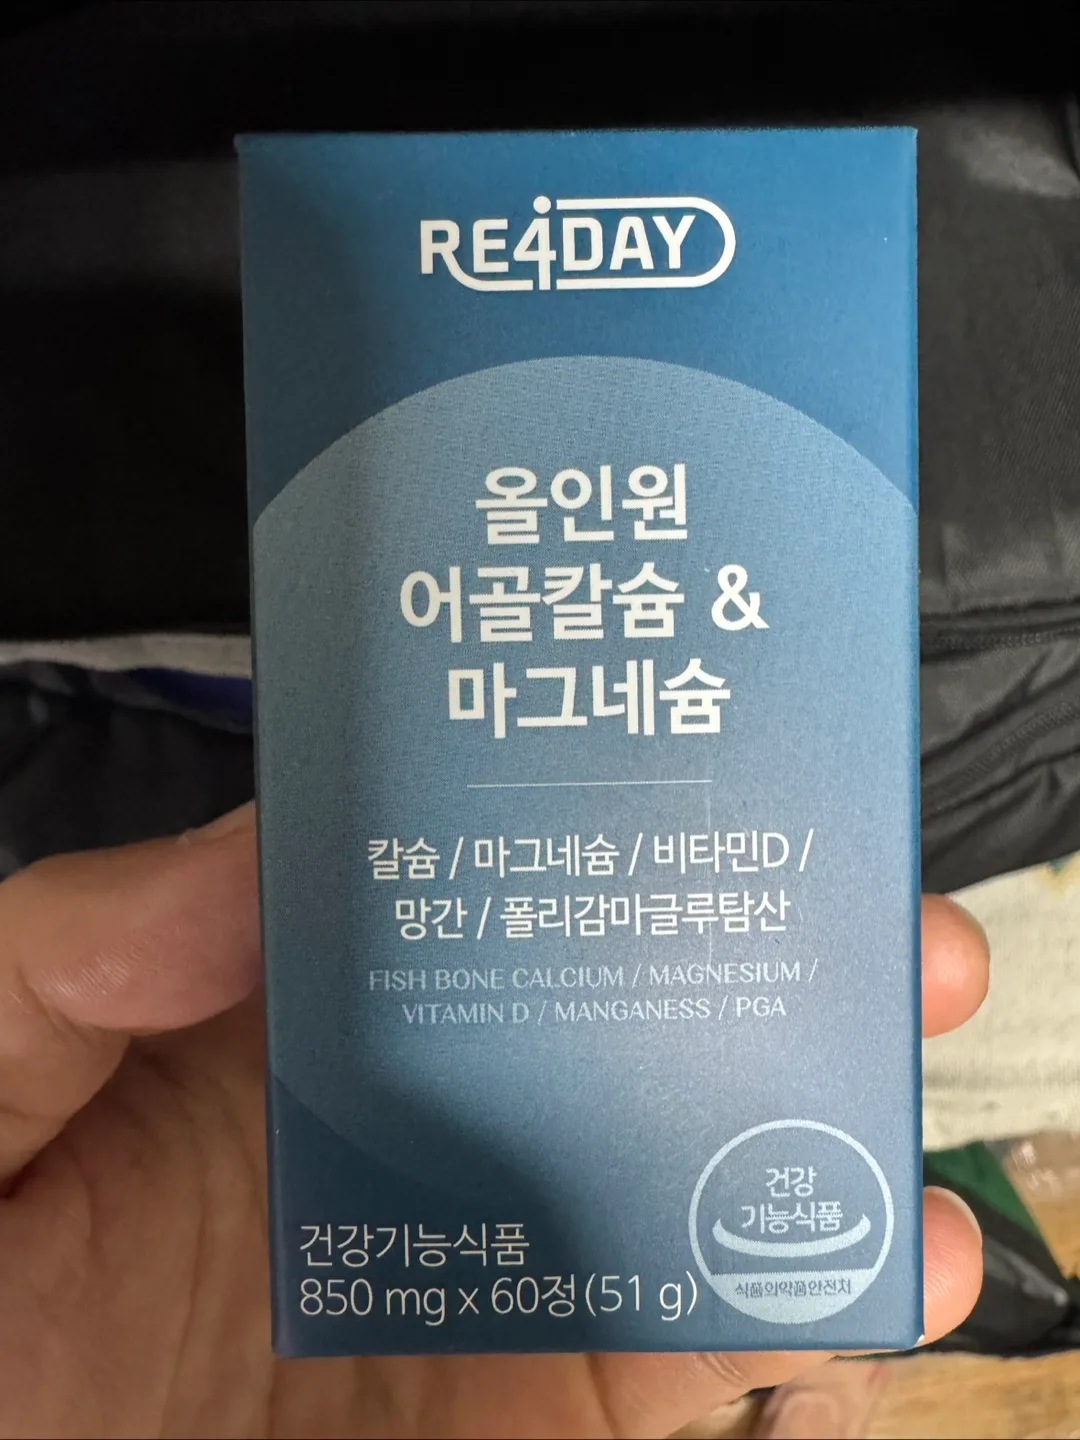 RE4DAY
올인원
어골칼슘 &
마그네슘
칼슘 / 마그네슘 / 비타민D /
망간 / 폴리감마글루탐산
FISH BONE CALCIUM / MAGNESIUM /
VITAMIN D / MANGANESS / PGA
건강
기능식품
식품의약품안전처
건강기능식품
850 mg x 60정(51 g)